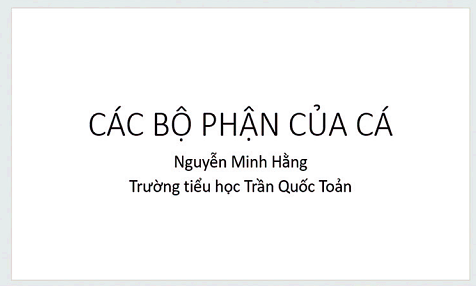 CÁC BỘ PHẬN CỦA CÁ
Nguyễn Minh Hằng
Trường tiểu học Trần Quốc Toản